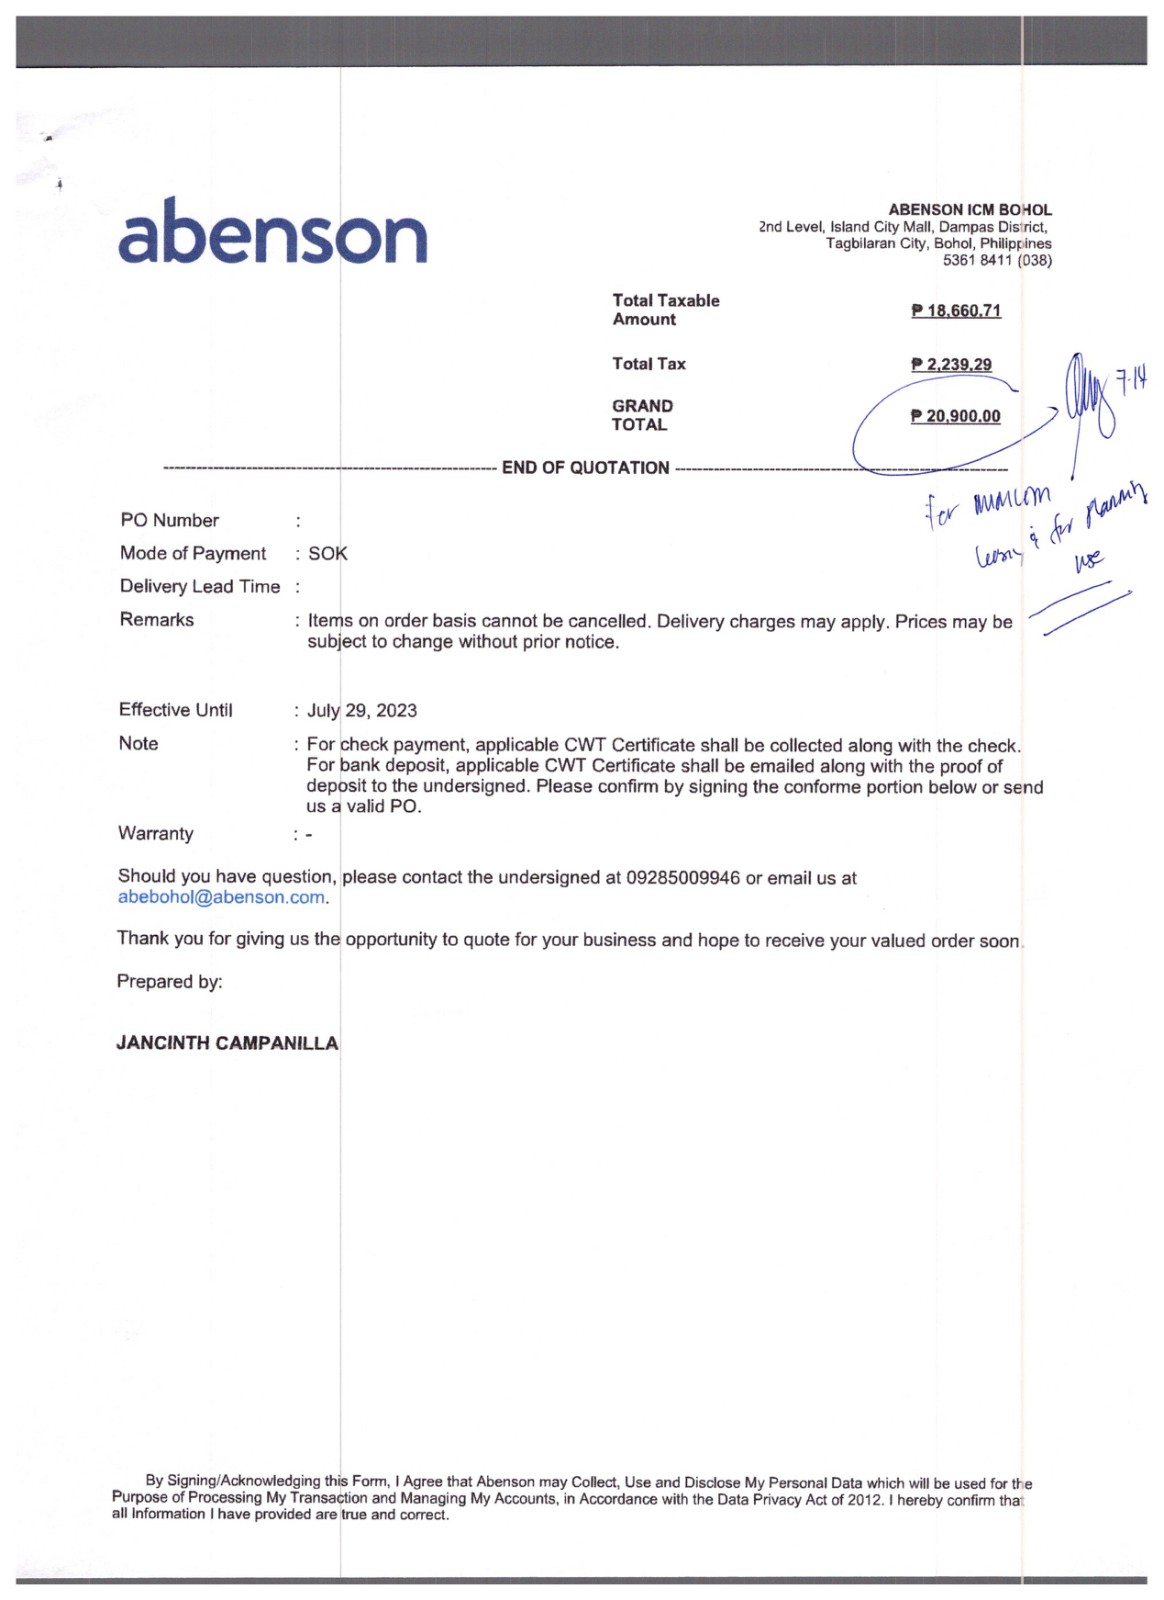 abenson
ABENSON ICM BOHOL
2nd Level, Island City Mall, Dampas District,
Tagbilaran City, Bohol, Philippines
5361 8411 (038)
Total Taxable
Amount
₱ 18,660.71
Total Tax
₱ 2,239.29
7-14
GRAND
TOTAL
₱ 20,900.00
END OF QUOTATION
for
& for planning
use
PO Number :
Mode of Payment : SOK
Delivery Lead Time :
Remarks : Items on order basis cannot be cancelled. Delivery charges may apply. Prices may be
subject to change without prior notice.
Effective Until : July 29, 2023
Note : For check payment, applicable CWT Certificate shall be collected along with the check.
For bank deposit, applicable CWT Certificate shall be emailed along with the proof of
deposit to the undersigned. Please confirm by signing the conforme portion below or send
us a valid PO.
Warranty : -
Should you have question, please contact the undersigned at 09285009946 or email us at
abebohol@abenson.com.
Thank you for giving us the opportunity to quote for your business and hope to receive your valued order soon.
Prepared by:
JANCINTH CAMPANILLA
By Signing/Acknowledging this Form, I Agree that Abenson may Collect, Use and Disclose My Personal Data which will be used for the
Purpose of Processing My Transaction and Managing My Accounts, in Accordance with the Data Privacy Act of 2012. I hereby confirm that
all Information I have provided are true and correct.